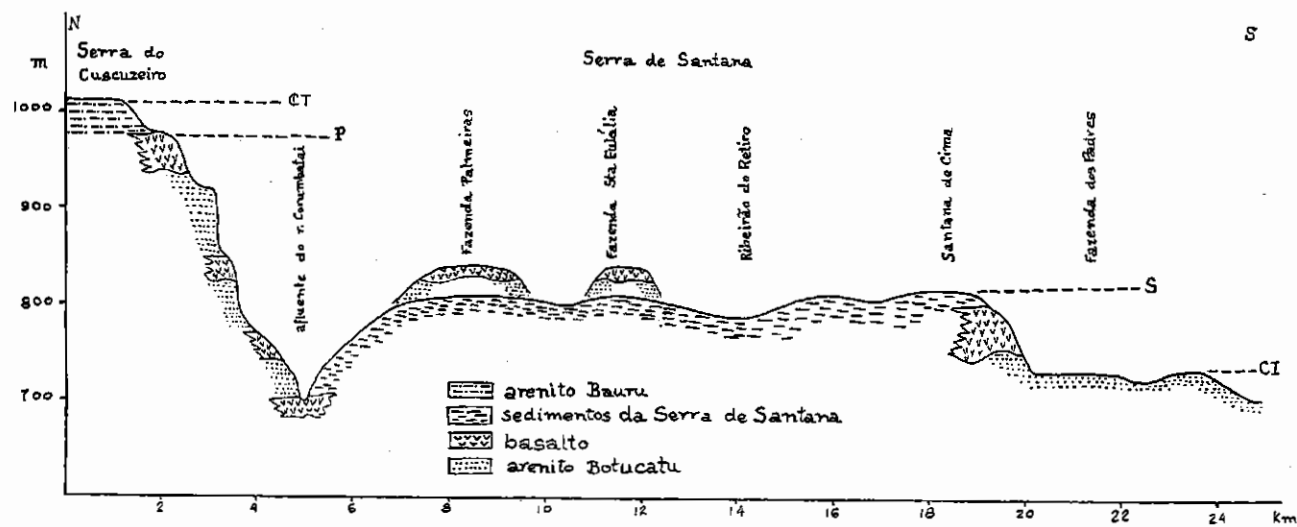 N
S
Serra do
Cuscuzeiro
Serra de Santana
m
1000
900
800
700
CT
P
afluente do r. Corumbataí
Fazenda Palmeiras
Fazenda Sta Eulália
Ribeirão do Retiro
Santana de Cima
Fazenda dos Padres
S
CI
arenito Bauru
sedimentos da Serra de Santana
basalto
arenito Botucatu
2 4 6 8 10 12 14 16 18 20 22 24 km